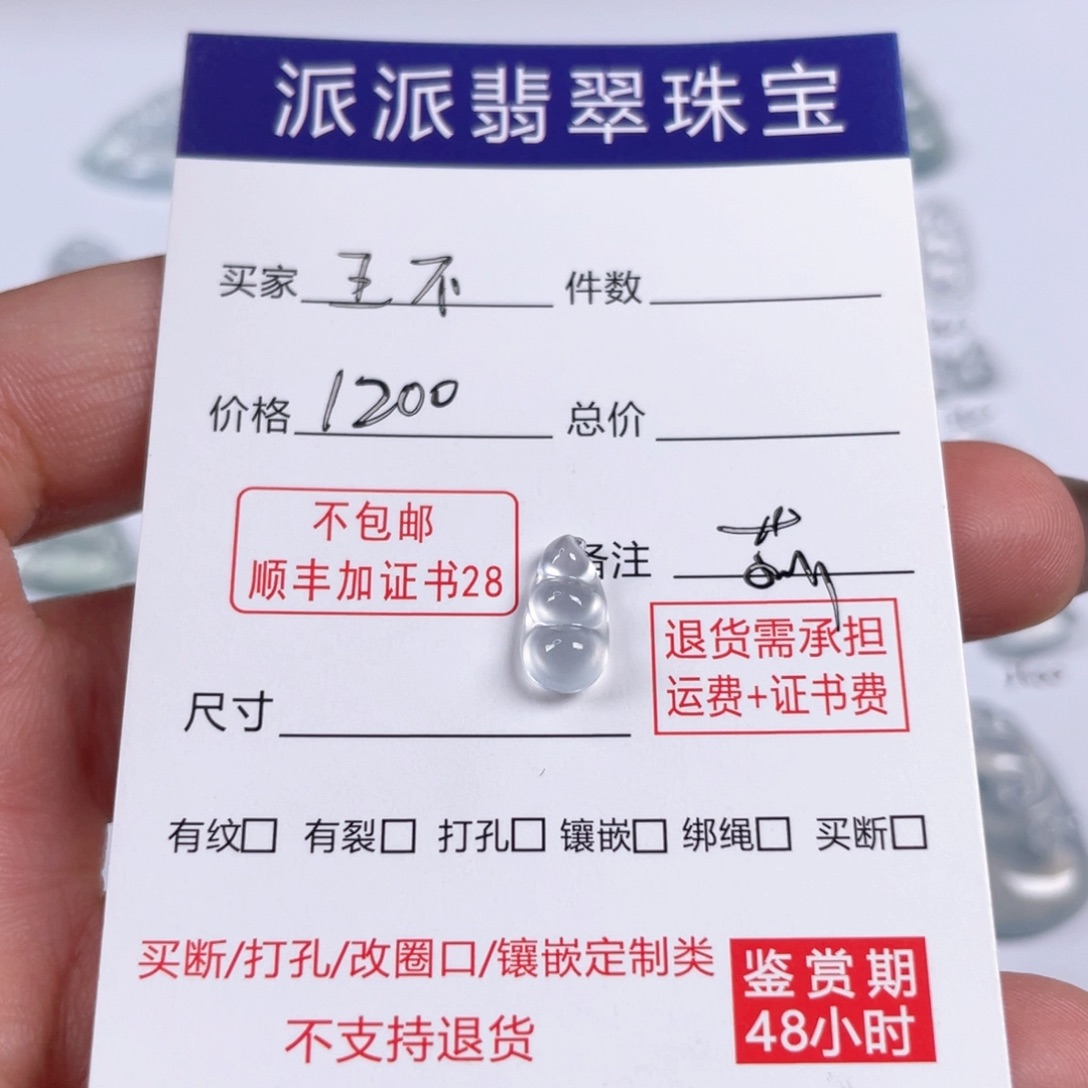 派派翡翠珠宝
买家 王不 件数
价格 1200 总价
不包邮
顺丰加证书28
备注
退货需承担
运费+证书费
尺寸
有纹□ 有裂□ 打孔□ 镶嵌□ 绑绳□ 买断□
买断/打孔/改圈口/镶嵌定制类
不支持退货
鉴赏期
48小时